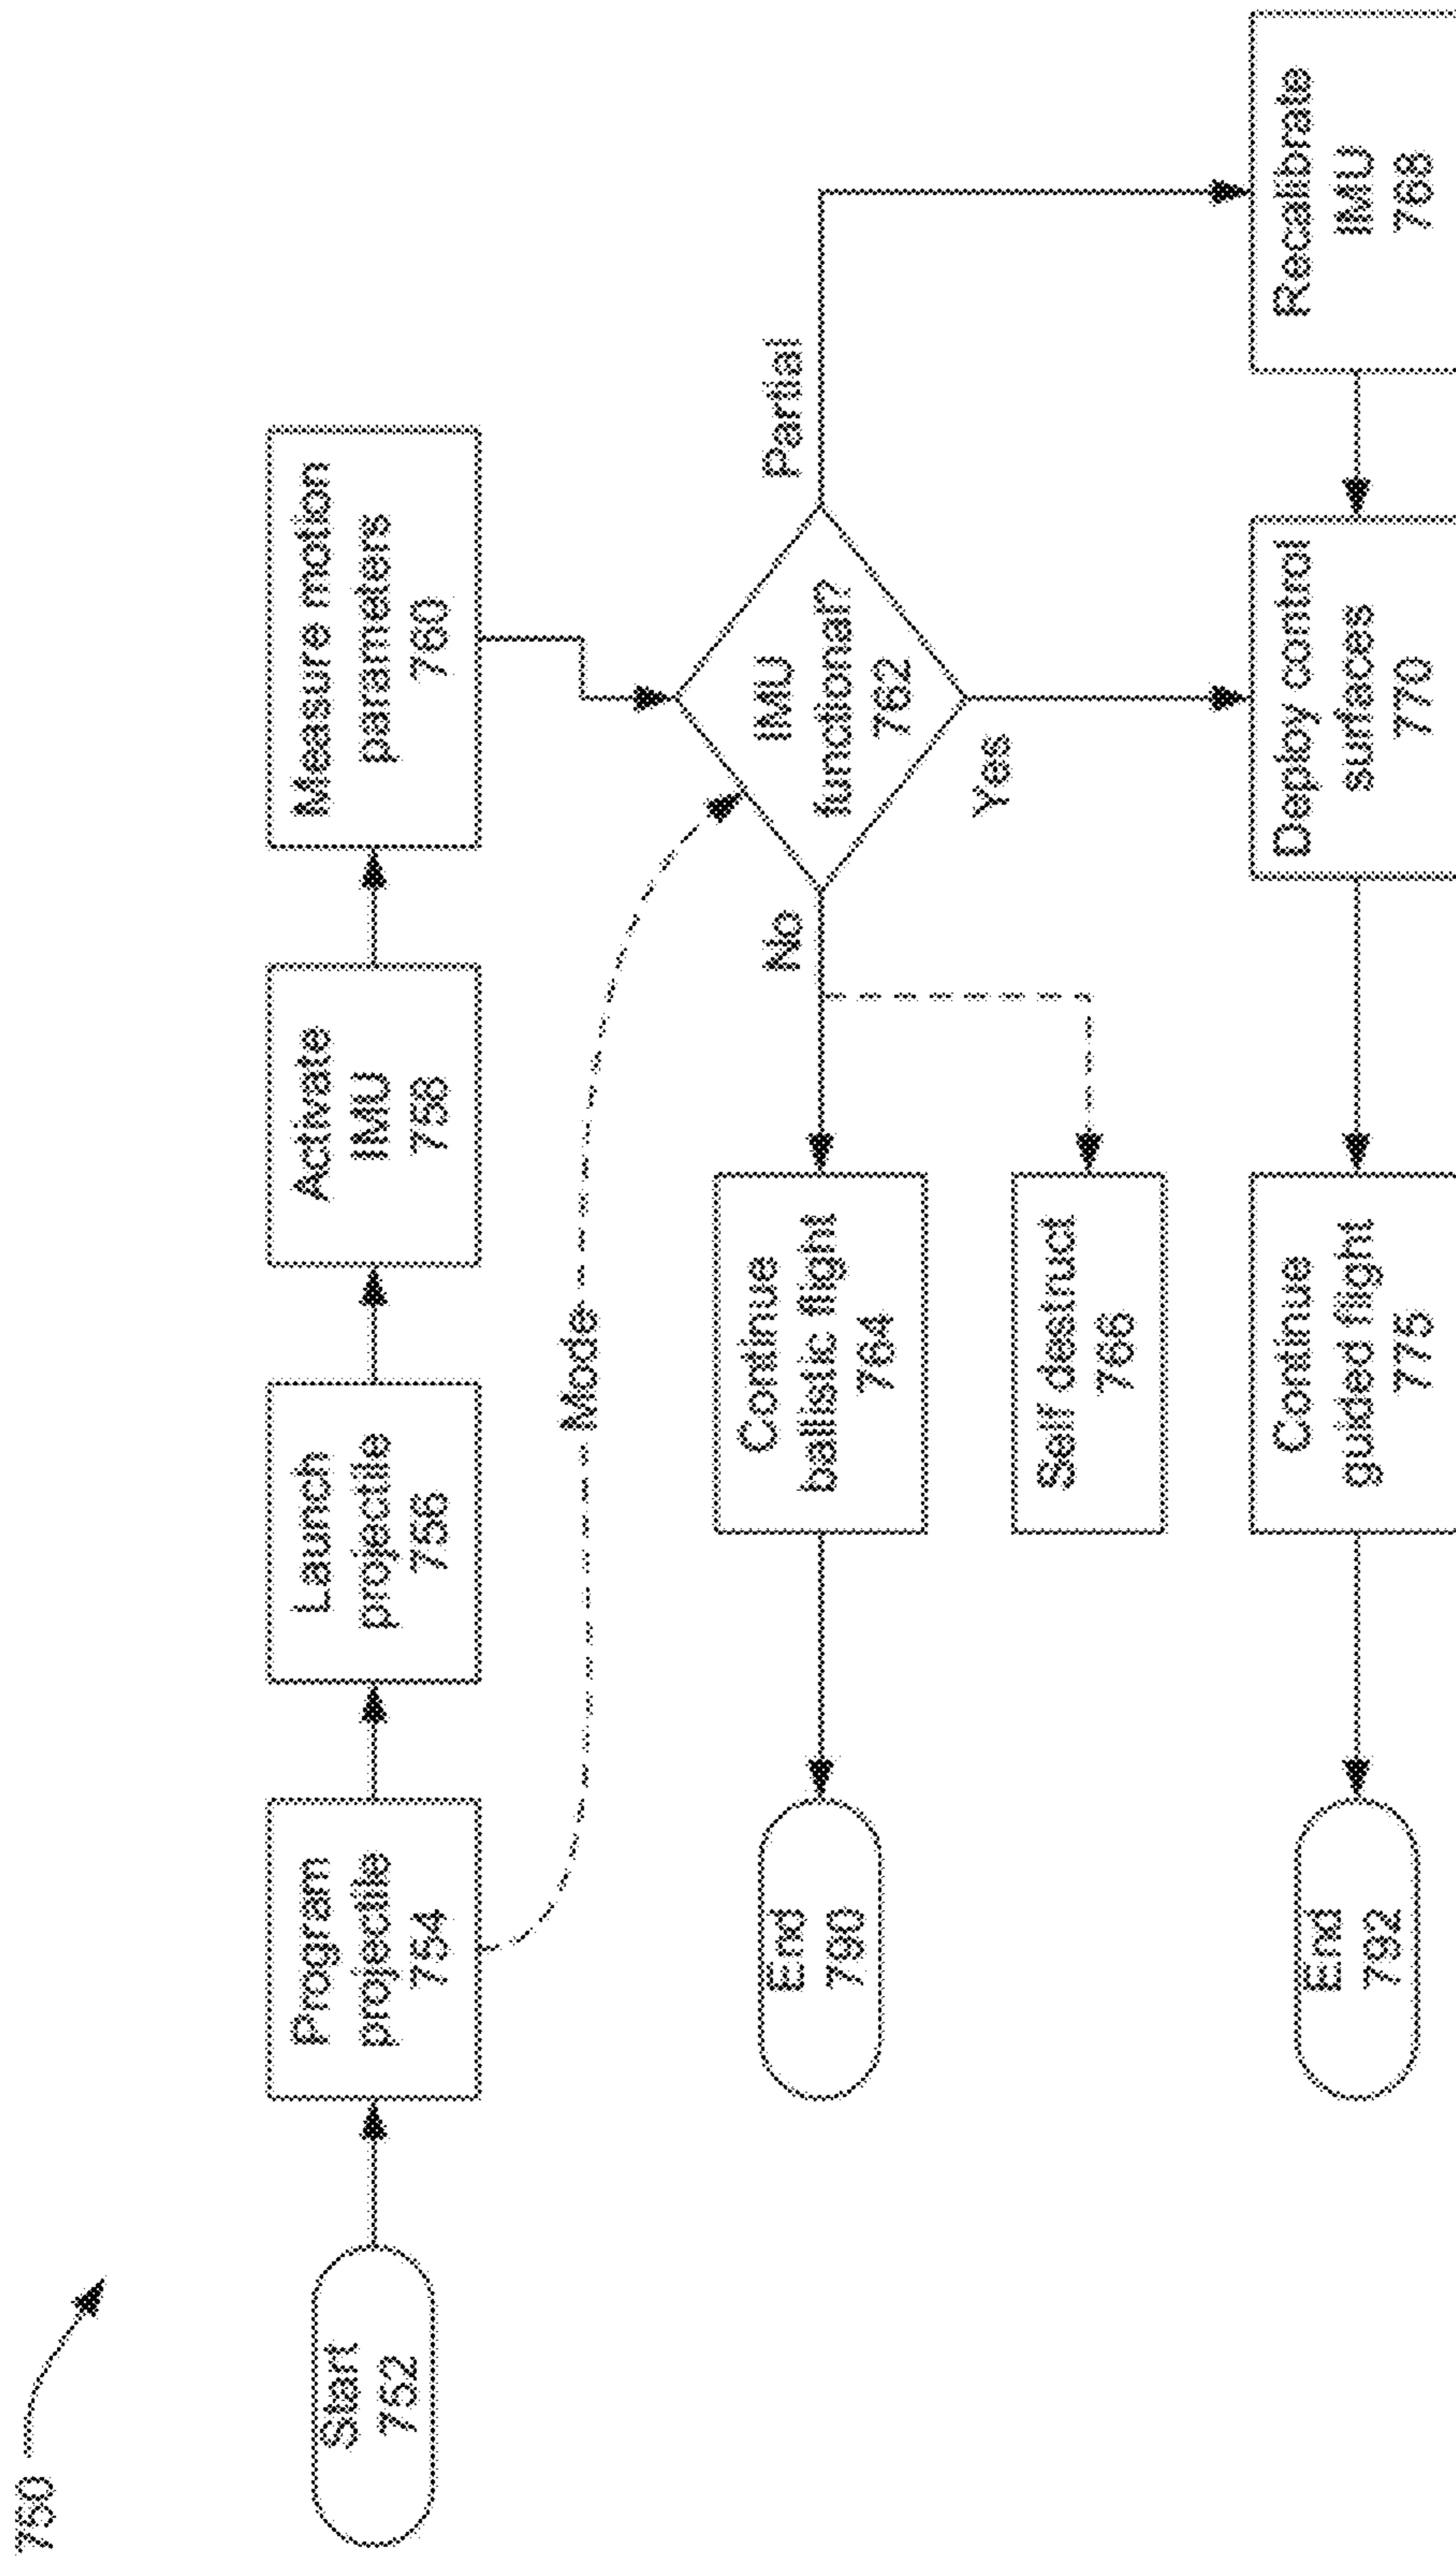 750
Start
752
Program
projectile
754
Launch
projectile
756
Activate
IMU
758
Measure motion
parameters
760
Mode
IMU
functional?
762
No
Partial
Yes
Continue
ballistic flight
764
End
790
Self destruct
766
Recalibrate
IMU
768
Deploy control
surfaces
770
Continue
guided flight
775
End
792